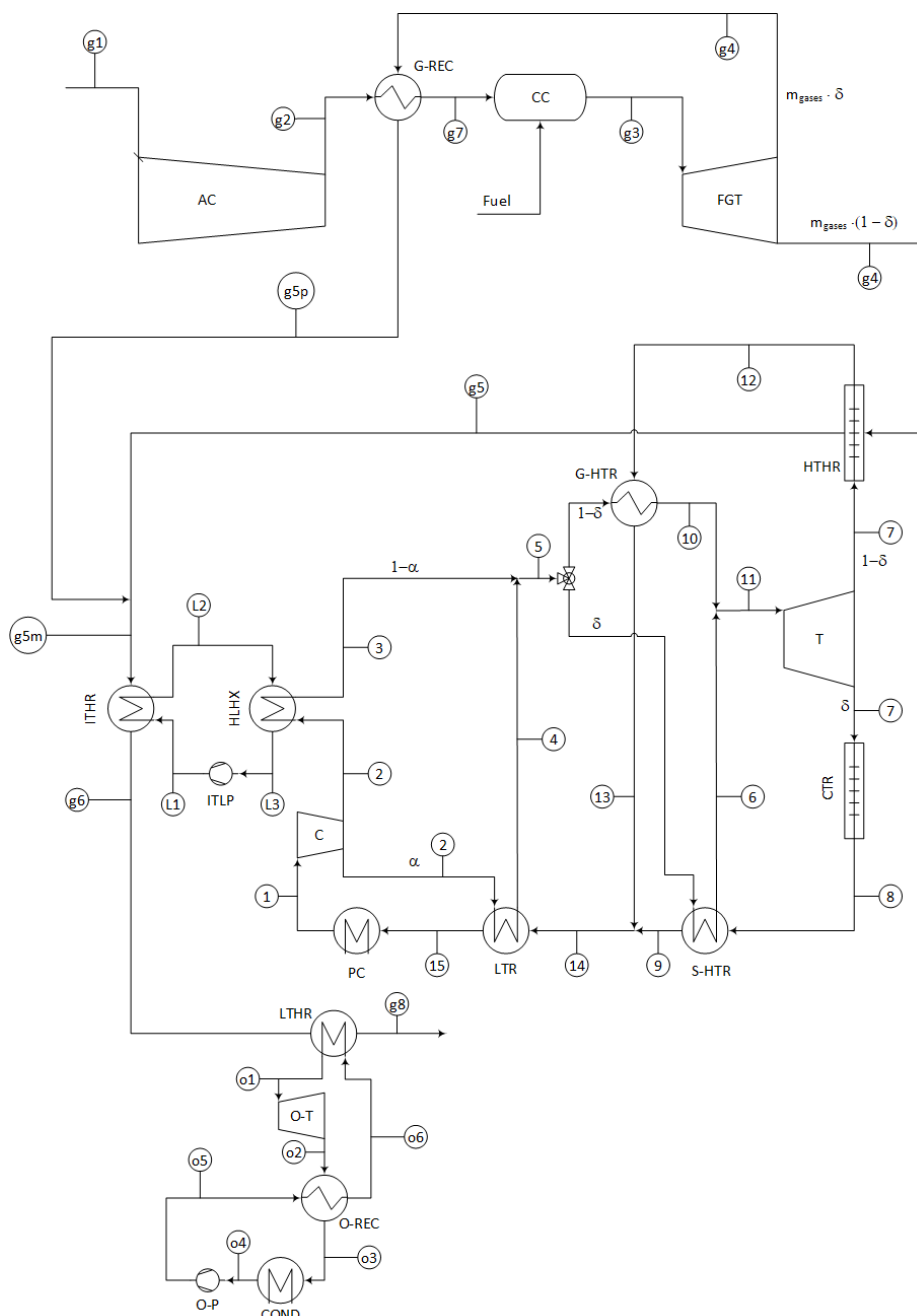 g1
g4
G-REC
g2
g7
CC
g3
m gases · δ
AC
Fuel
FGT
m gases ·(1 − δ)
g4
g5p
12
g5
HTHR
G-HTR
1−δ
10
7
5
1−δ
1−α
11
L2
δ
T
g5m
3
ITHR
HLHX
δ
7
4
2
13
6
CTR
g6
L1
ITLP
L3
C
2
α
1
8
15
14
9
PC
LTR
S-HTR
LTHR
g8
o1
O-T
o6
o2
o5
O-REC
o4
o3
O-P
COND